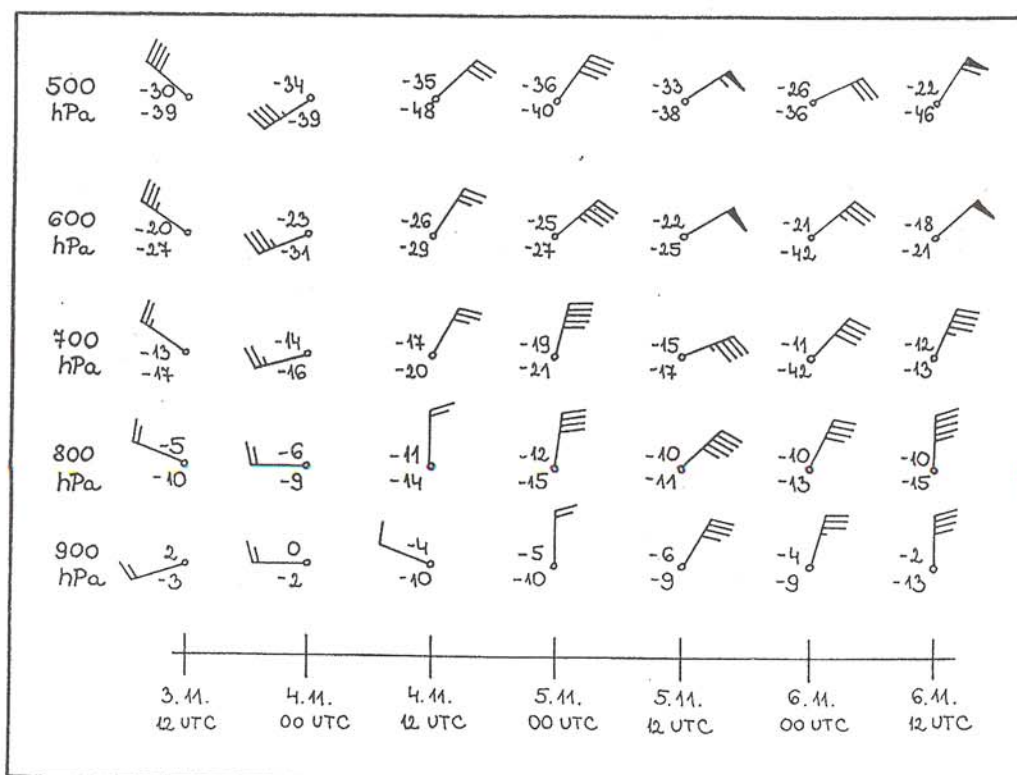 500 -30 -34 -35 -36 -33 -26 -22
hPa -39 -39 -48 -40 -38 -36 -46
600 -20 -23 -26 -25 -22 -21 -18
hPa -27 -31 -29 -27 -25 -42 -21
700 -13 -14 -17 -19 -15 -11 -12
hPa -17 -16 -20 -21 -17 -42 -13
800 -5 -6 -11 -12 -10 -10 -10
hPa -10 -9 -14 -15 -11 -13 -15
900 2 0 -4 -5 -6 -4 -2
hPa -3 -2 -10 -10 -9 -9 -13
3.11. 4.11. 4.11. 5.11. 5.11. 6.11. 6.11.
12 UTC 00 UTC 12 UTC 00 UTC 12 UTC 00 UTC 12 UTC